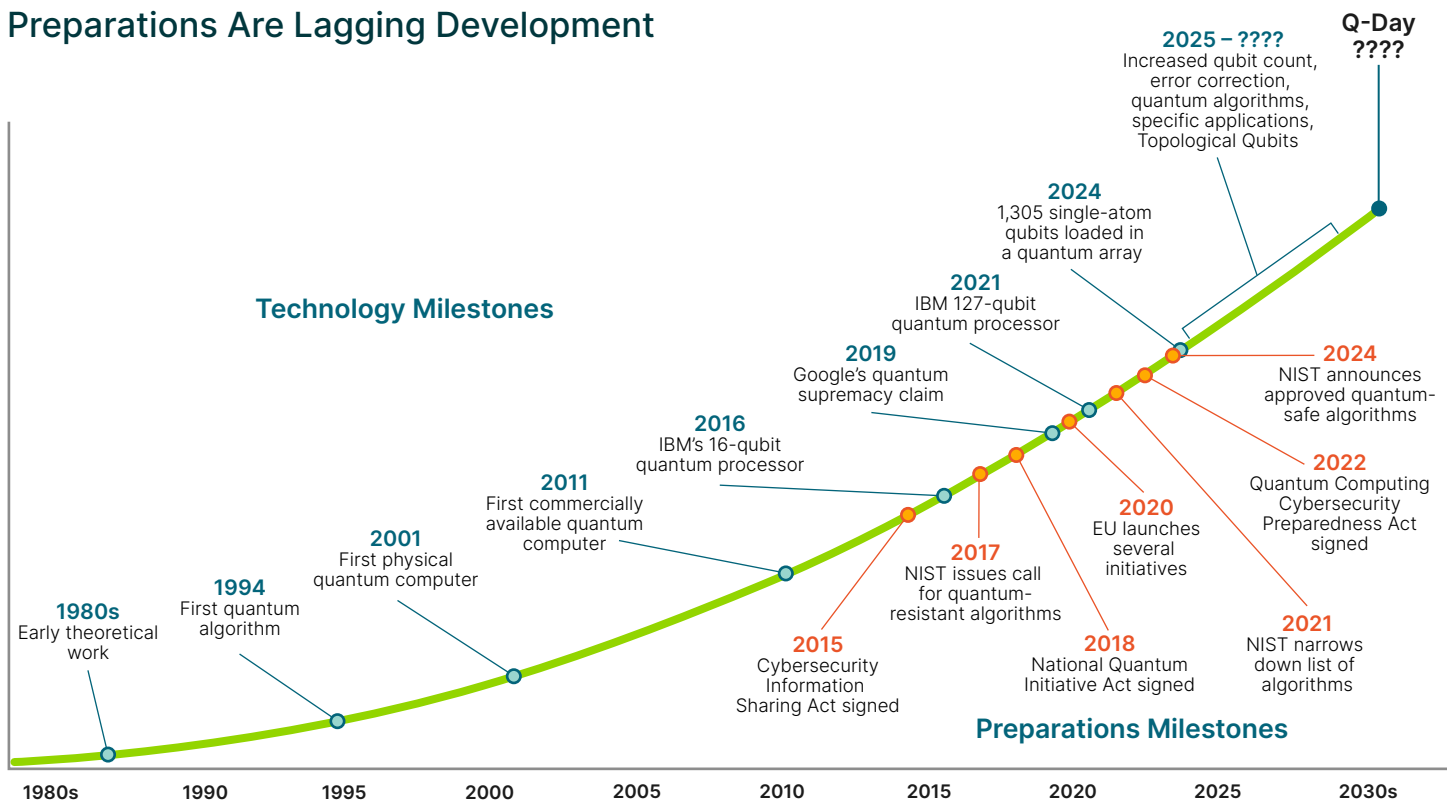 Preparations Are Lagging Development
Q-Day
????
2025 – ????
Increased qubit count,
error correction,
quantum algorithms,
specific applications,
Topological Qubits
2024
1,305 single-atom
qubits loaded in
a quantum array
2021
IBM 127-qubit
quantum processor
Technology Milestones
2019
Google’s quantum
supremacy claim
2016
IBM’s 16-qubit
quantum processor
2011
First commercially
available quantum
computer
2001
First physical
quantum computer
1994
First quantum
algorithm
1980s
Early theoretical
work
2024
NIST announces
approved quantum-
safe algorithms
2022
Quantum Computing
Cybersecurity
Preparedness Act
signed
2020
EU launches
several
initiatives
2017
NIST issues call
for quantum-
resistant algorithms
2021
NIST narrows
down list of
algorithms
2015
Cybersecurity
Information
Sharing Act signed
2018
National Quantum
Initiative Act signed
Preparations Milestones
1980s 1990 1995 2000 2005 2010 2015 2020 2025 2030s